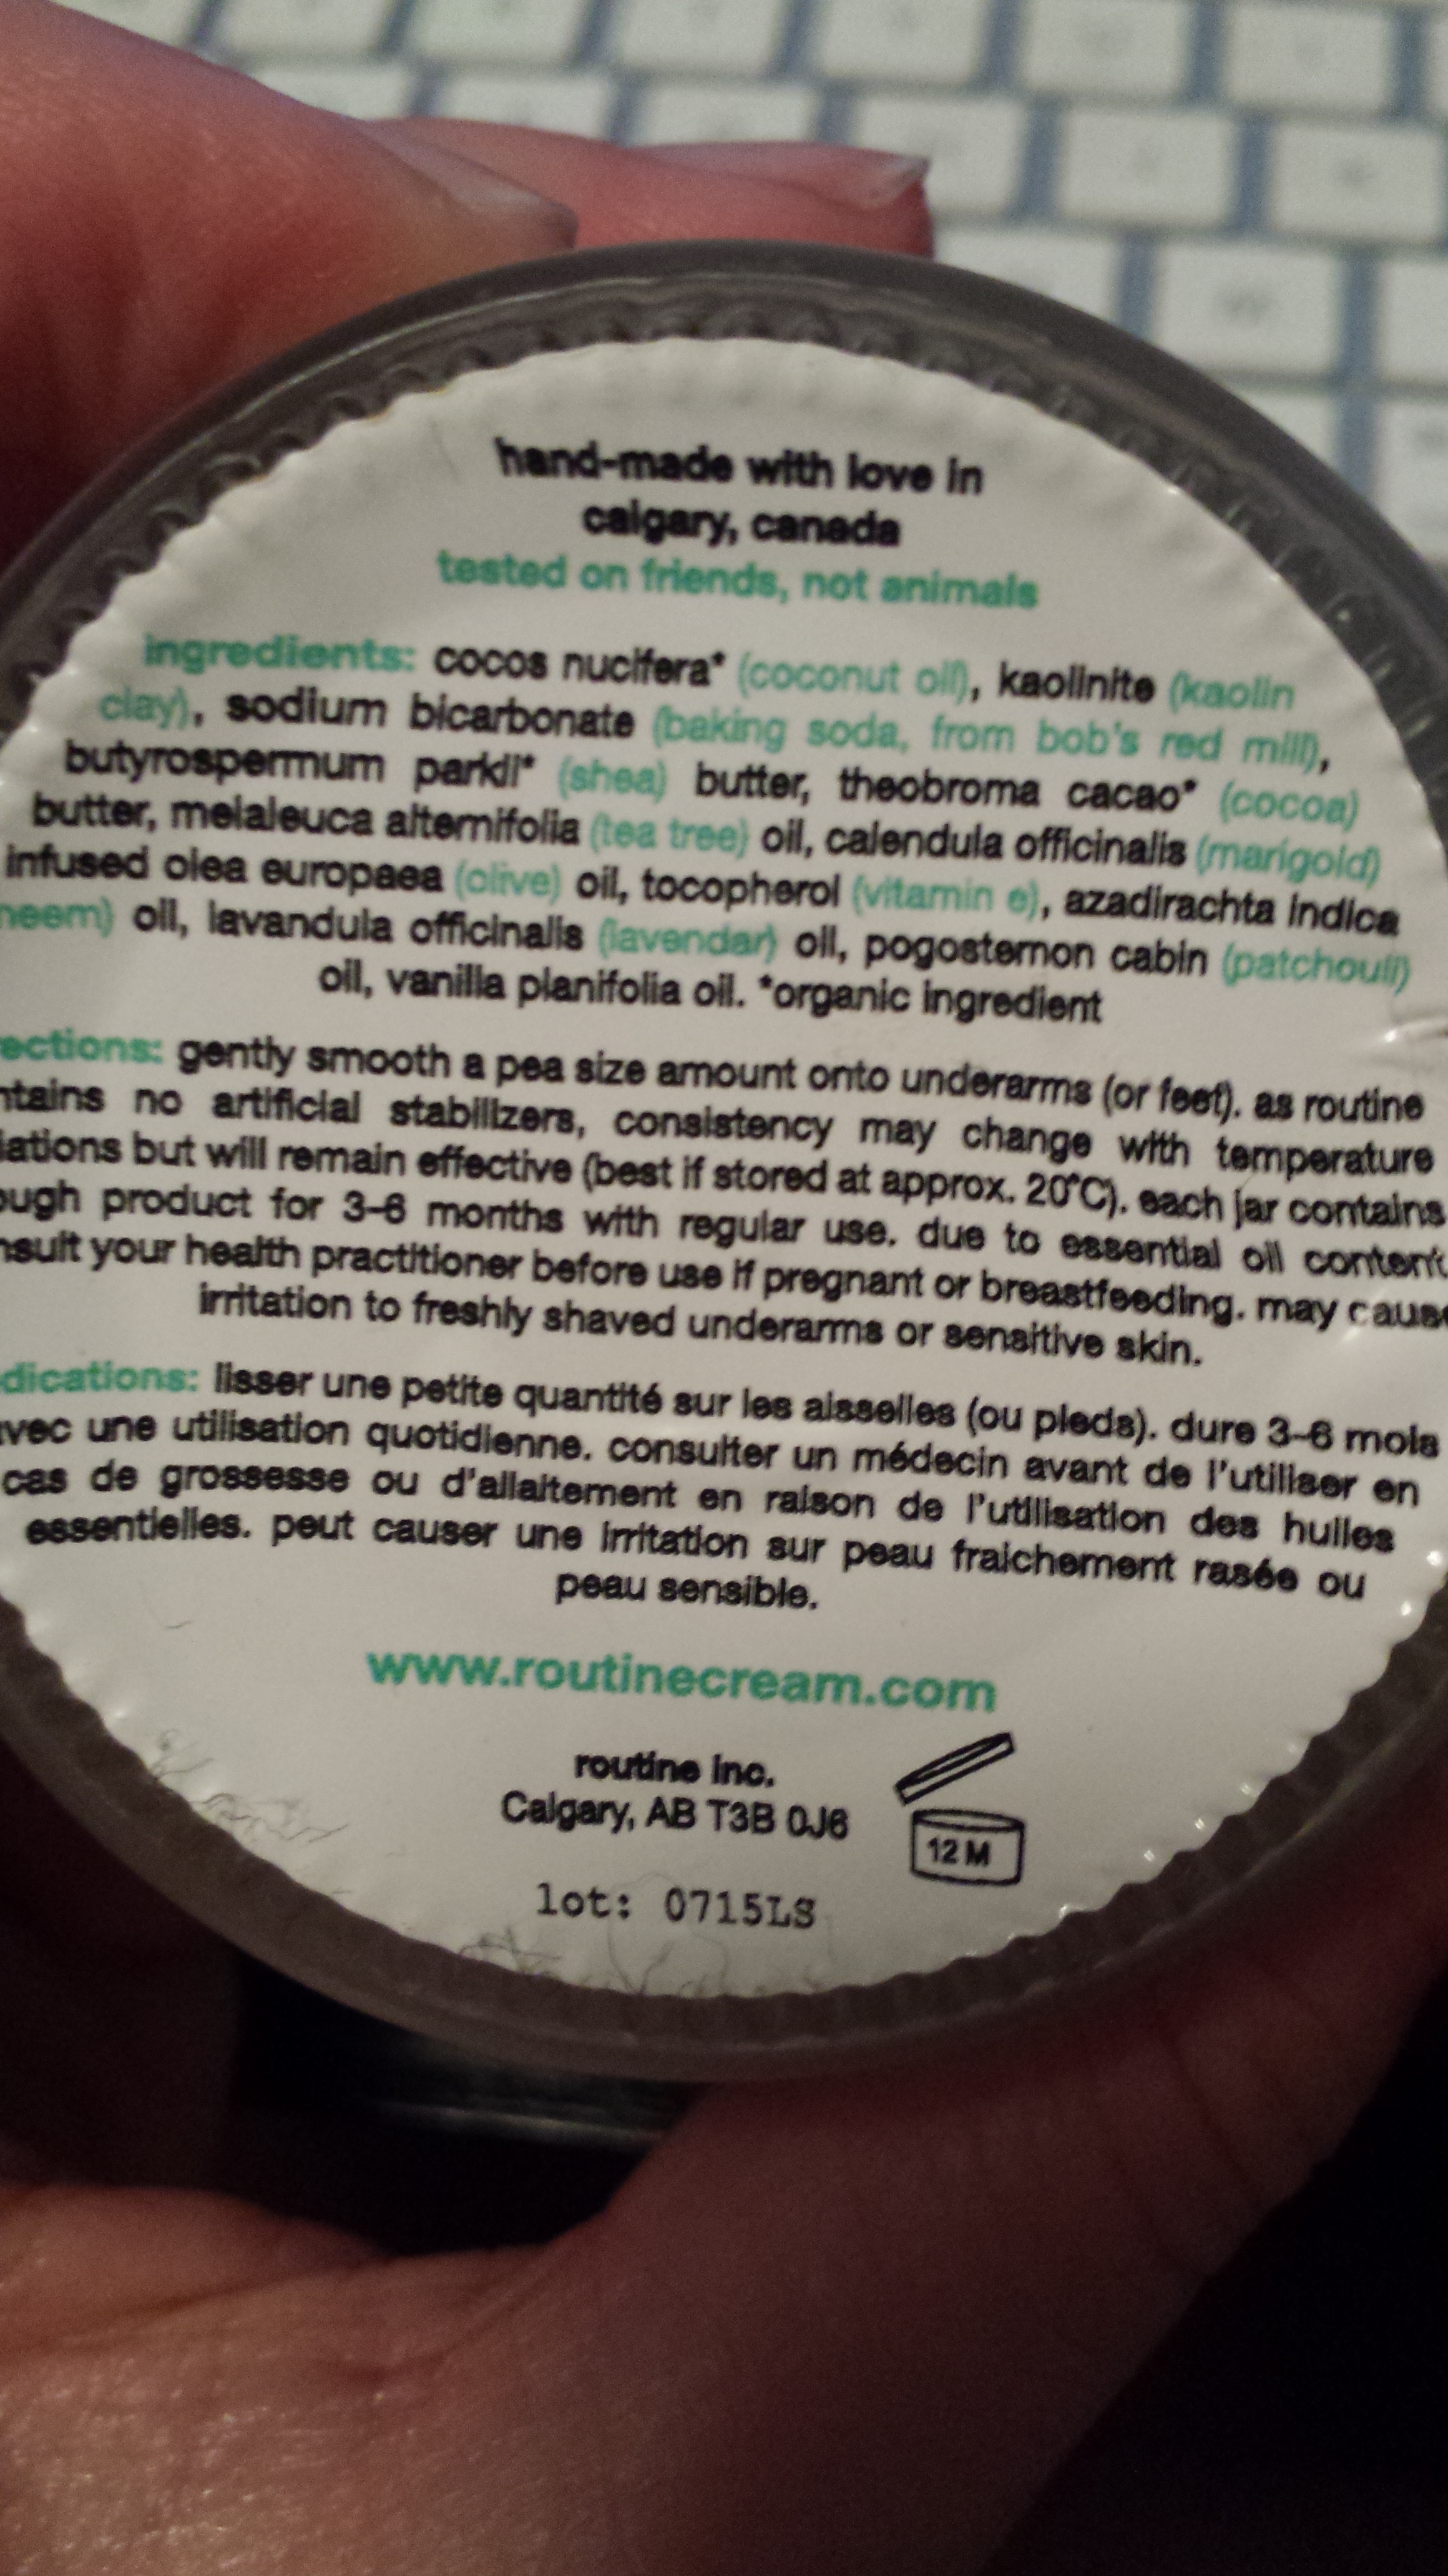 hand-made with love in
calgary, canada
tested on friends, not animals
ingredients: cocos nucifera* (coconut oil), kaolinite (kaolin
clay), sodium bicarbonate (baking soda, from bob's red mill),
butyrospermum parkii* (shea) butter, theobroma cacao* (cocoa)
butter, melaleuca alternifolia (tea tree) oil, calendula officinalis (marigold)
infused olea europaea (olive) oil, tocopherol (vitamin e), azadirachta indica
neem) oil, lavandula officinalis (lavendar) oil, pogostemon cabin (patchouli)
oil, vanilla planifolia oil. *organic ingredient
ections: gently smooth a pea size amount onto underarms (or feet). as routine
ntains no artificial stabilizers, consistency may change with temperature
iations but will remain effective (best if stored at approx. 20°C). each jar contains
ough product for 3-6 months with regular use. due to essential oil content
nsult your health practitioner before use if pregnant or breastfeeding. may cause
irritation to freshly shaved underarms or sensitive skin.
dications: lisser une petite quantité sur les aisselles (ou pieds). dure 3-6 mois
avec une utilisation quotidienne. consulter un médecin avant de l'utiliser en
cas de grossesse ou d'allaitement en raison de l'utilisation des huiles
essentielles. peut causer une irritation sur peau fraichement rasée ou
peau sensible.
www.routinecream.com
routine inc.
Calgary, AB T3B 0J6
12 M
lot: 0715LS